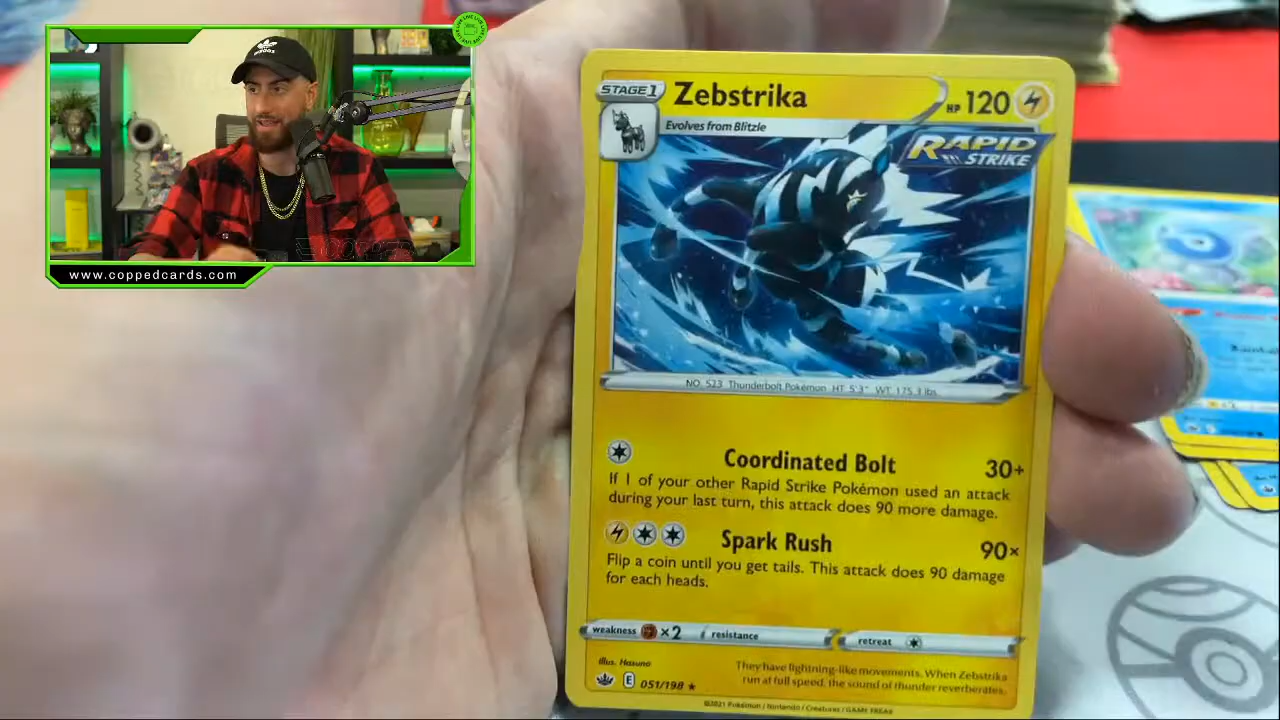 www.coppedcards.com
STAGE1
Zebstrika
HP 120
Evolves from Blitzle
RAPID
STRIKE
NO. 523 Thunderbolt Pokémon HT 5'3" WT 175.3 lbs.
Coordinated Bolt 30+
If 1 of your other Rapid Strike Pokémon used an attack
during your last turn, this attack does 90 more damage.
Spark Rush 90×
Flip a coin until you get tails. This attack does 90 damage
for each heads.
weakness ×2 resistance retreat
Illus. Hasuno
They have lightning-like movements. When Zebstrika
run at full speed, the sound of thunder reverberates.
E 051/198 ★
©2021 Pokémon / Nintendo / Creatures / GAME FREAK